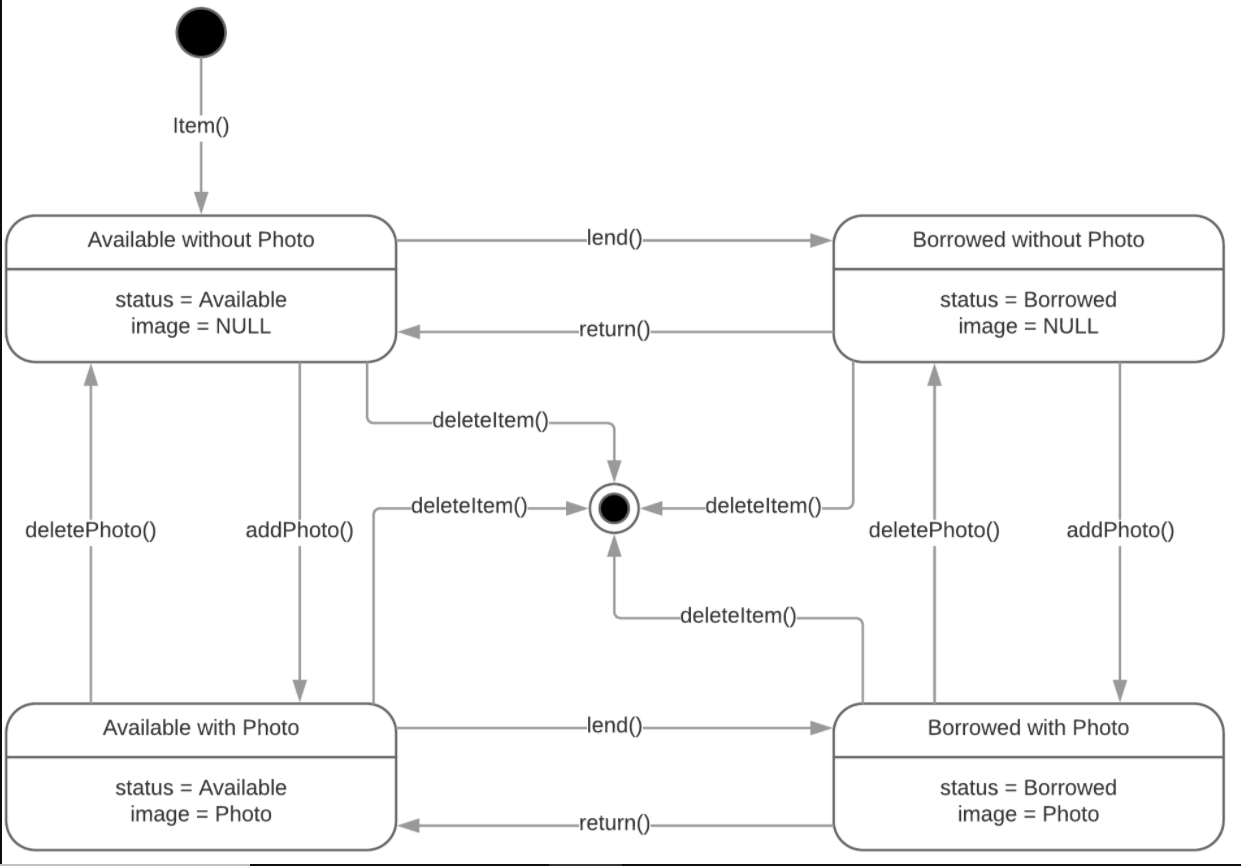 Item()
Available without Photo
status = Available
image = NULL
lend()
return()
Borrowed without Photo
status = Borrowed
image = NULL
deleteItem()
deleteItem()
deleteItem()
deletePhoto()
addPhoto()
deletePhoto()
addPhoto()
deleteItem()
Available with Photo
status = Available
image = Photo
lend()
return()
Borrowed with Photo
status = Borrowed
image = Photo